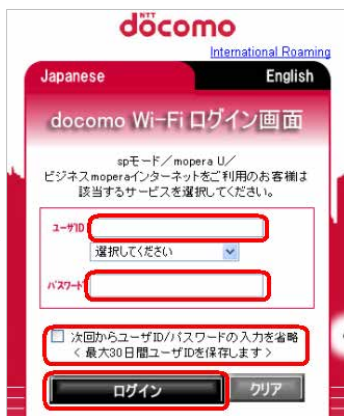 NTT
döcomo
International Roaming
Japanese
English
docomo Wi-Fi ログイン画面
spモード／mopera U／
ビジネスmoperaインターネットをご利用のお客様は
該当するサービスを選択してください。
ユーザID
選択してください
パスワード
次回からユーザID/パスワードの入力を省略
＜ 最大30日間ユーザIDを保存します ＞
ログイン
クリア